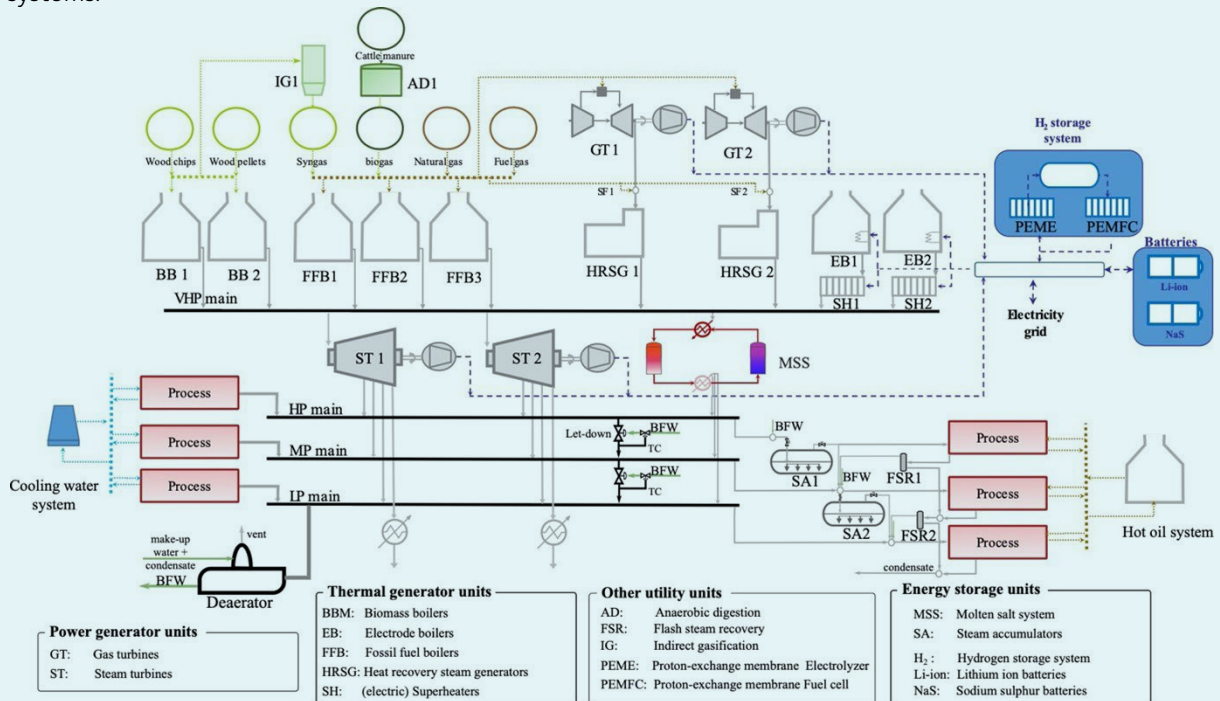 systems.
Cattle manure
IG1
AD1
Wood chips
Wood pellets
Syngas
biogas
Natural gas
Fuel gas
GT1
GT2
SF1
SF2
H₂ storage
system
PEME
PEMFC
Batteries
Li-ion
NaS
Electricity
grid
BB 1
BB 2
FFB1
FFB2
FFB3
HRSG 1
HRSG 2
EB1
EB2
SH1
SH2
VHP main
ST 1
ST 2
MSS
Process
HP main
Let-down
BFW
TC
BFW
Process
Process
MP main
BFW
TC
SA1
FSR1
BFW
Process
Process
LP main
SA2
FSR2
Process
Cooling water
system
Hot oil system
vent
make-up
water +
condensate
BFW
Deaerator
condensate
Power generator units
GT: Gas turbines
ST: Steam turbines
Thermal generator units
BBM: Biomass boilers
EB: Electrode boilers
FFB: Fossil fuel boilers
HRSG: Heat recovery steam generators
SH: (electric) Superheaters
Other utility units
AD: Anaerobic digestion
FSR: Flash steam recovery
IG: Indirect gasification
PEME: Proton-exchange membrane Electrolyzer
PEMFC: Proton-exchange membrane Fuel cell
Energy storage units
MSS: Molten salt system
SA: Steam accumulators
H₂ : Hydrogen storage system
Li-ion: Lithium ion batteries
NaS: Sodium sulphur batteries